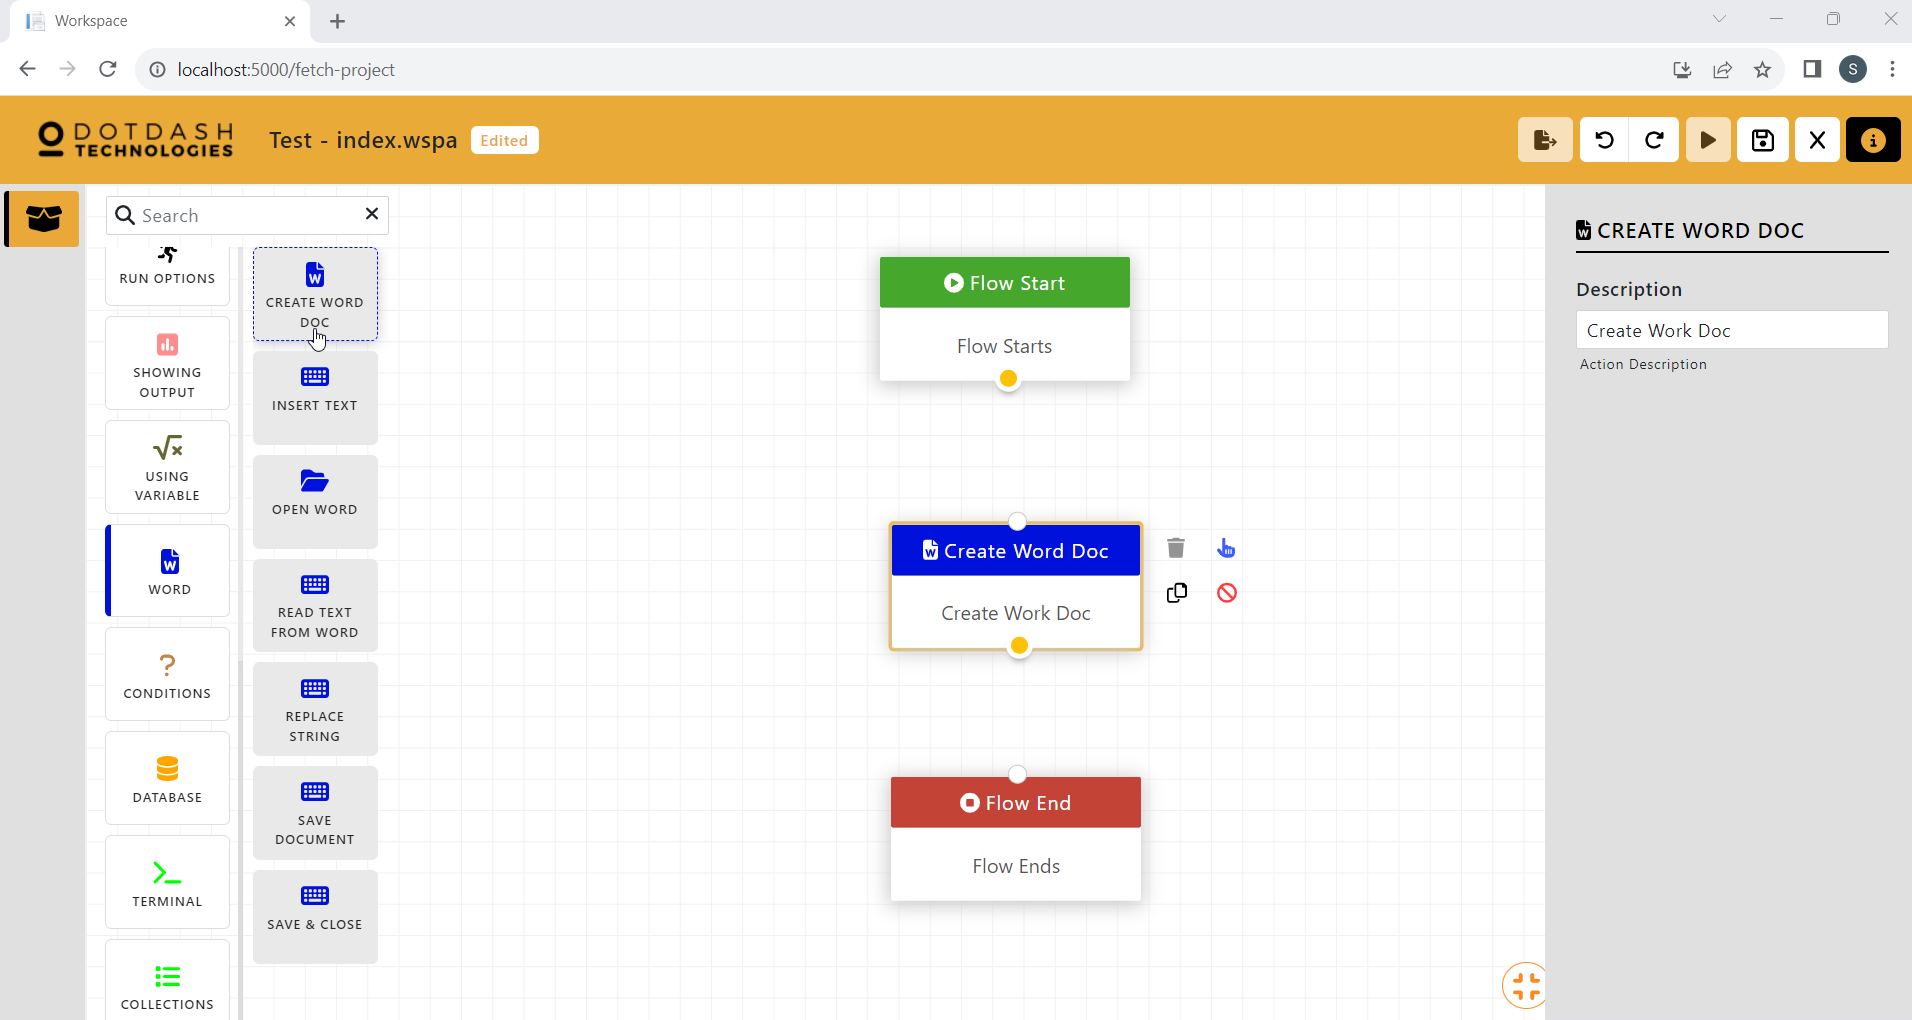 Workspace
localhost:5000/fetch-project
S
DOTDASH
TECHNOLOGIES
Test - index.wspa
Edited
Search
RUN OPTIONS
SHOWING
OUTPUT
USING
VARIABLE
WORD
CONDITIONS
DATABASE
TERMINAL
COLLECTIONS
CREATE WORD
DOC
INSERT TEXT
OPEN WORD
READ TEXT
FROM WORD
REPLACE
STRING
SAVE
DOCUMENT
SAVE & CLOSE
Flow Start
Flow Starts
Create Word Doc
Create Work Doc
Flow End
Flow Ends
CREATE WORD DOC
Description
Create Work Doc
Action Description